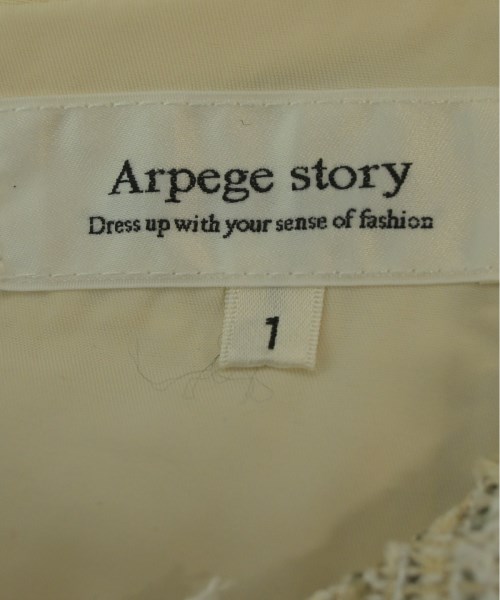 Arpege story
Dress up with your sense of fashion
1